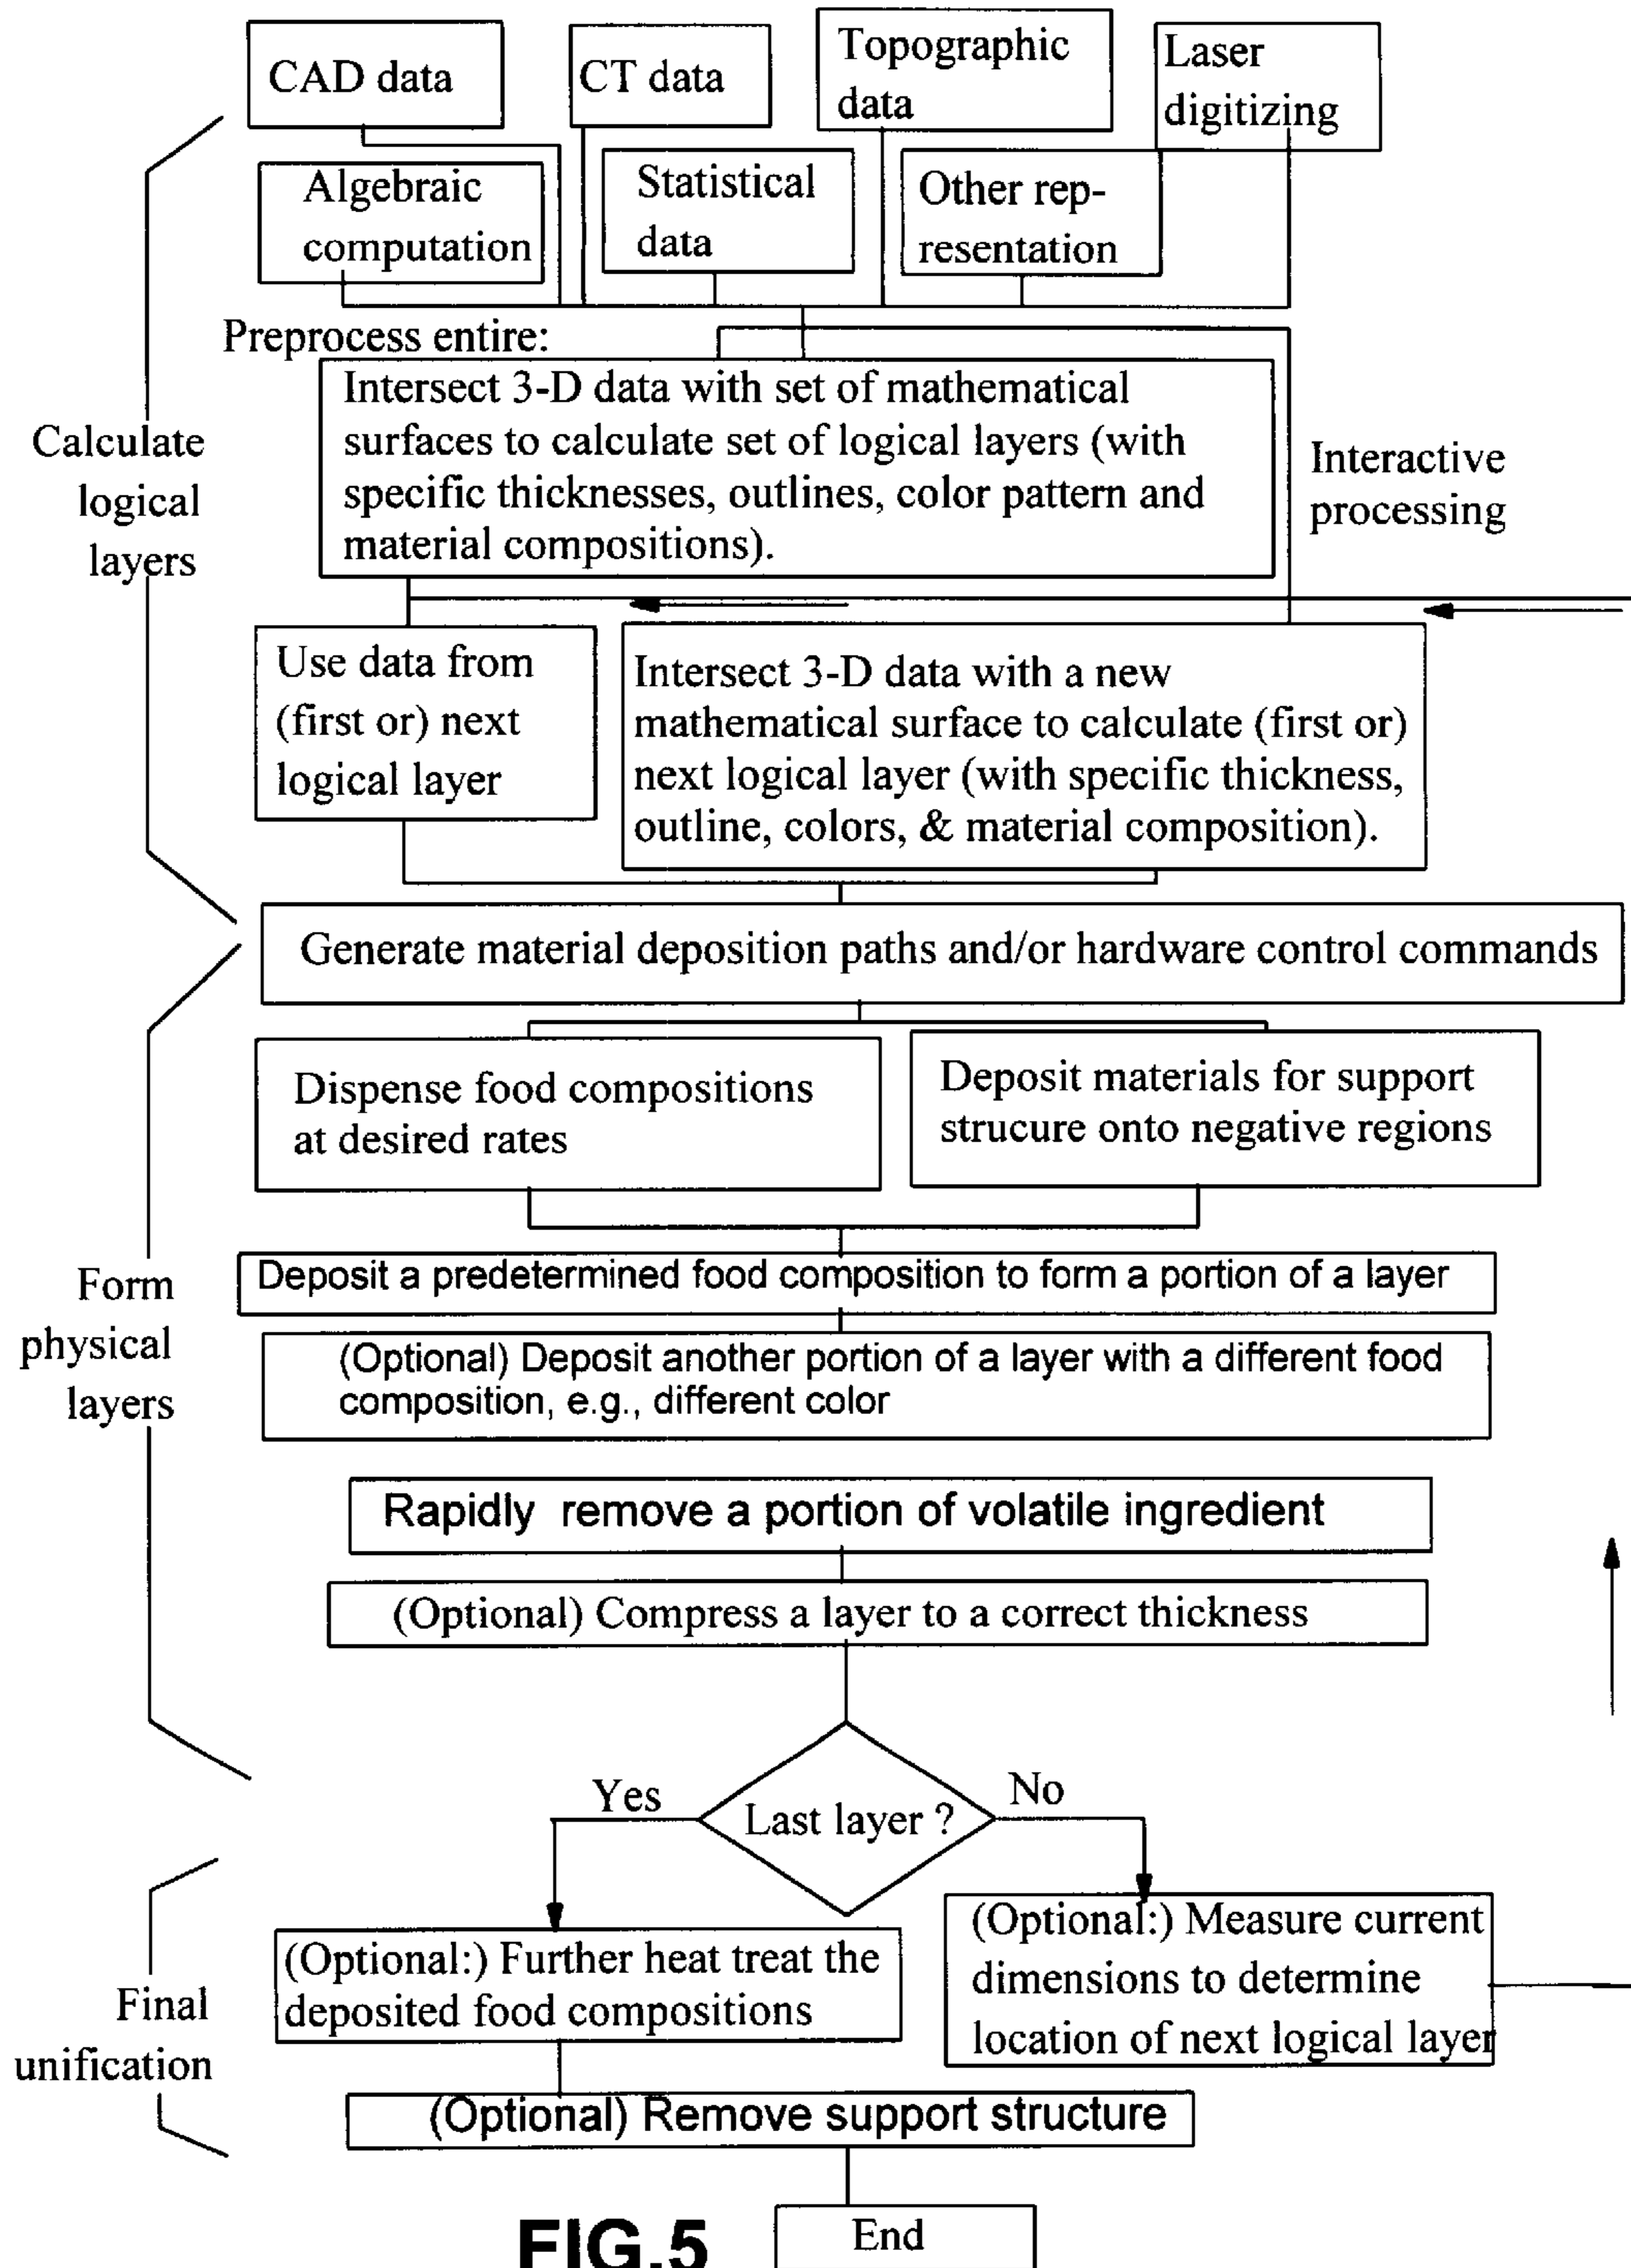 CAD data
CT data
Topographic
data
Laser
digitizing
Algebraic
computation
Statistical
data
Other rep-
resentation
Preprocess entire:
Intersect 3-D data with set of mathematical
surfaces to calculate set of logical layers (with
specific thicknesses, outlines, color pattern and
material compositions).
Calculate
logical
layers
Interactive
processing
Use data from
(first or) next
logical layer
Intersect 3-D data with a new
mathematical surface to calculate (first or)
next logical layer (with specific thickness,
outline, colors, & material composition).
Generate material deposition paths and/or hardware control commands
Dispense food compositions
at desired rates
Deposit materials for support
strucure onto negative regions
Form
physical
layers
Deposit a predetermined food composition to form a portion of a layer
(Optional) Deposit another portion of a layer with a different food
composition, e.g., different color
Rapidly remove a portion of volatile ingredient
(Optional) Compress a layer to a correct thickness
Yes
Last layer ?
No
Final
unification
(Optional:) Further heat treat the
deposited food compositions
(Optional:) Measure current
dimensions to determine
location of next logical layer
(Optional) Remove support structure
End
FIG.5